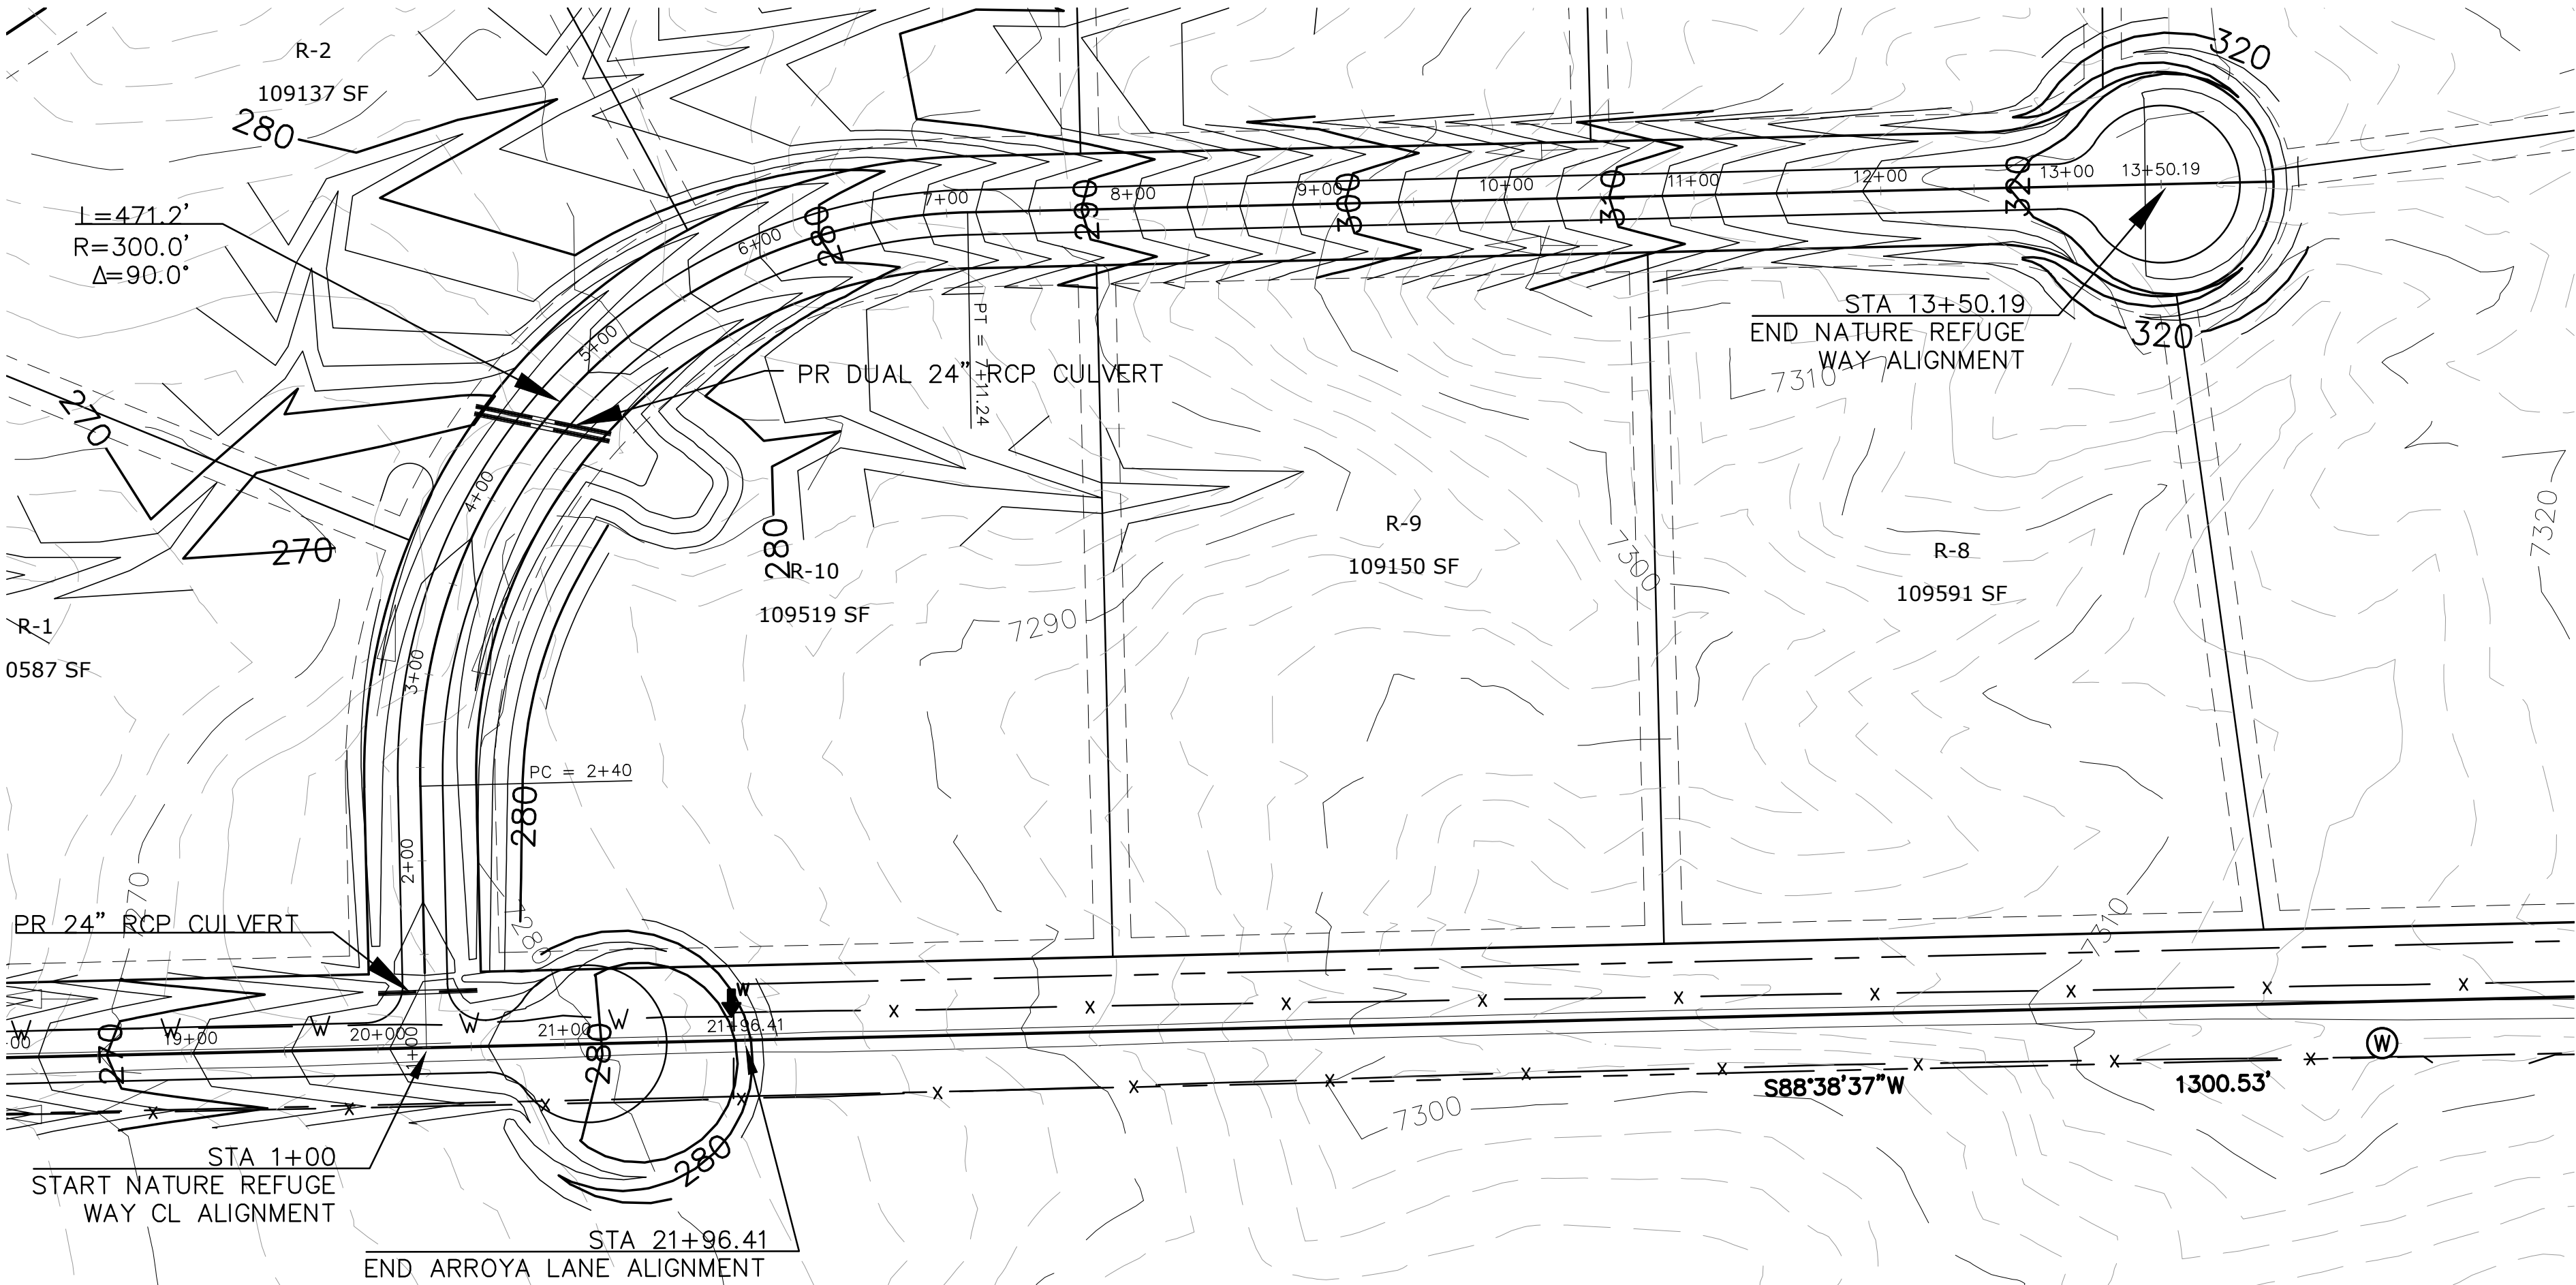 R-2
109137 SF
280
320
L=471.2'
R=300.0'
Δ=90.0°
7+00
8+00
9+00
10+00
11+00
12+00
13+00
13+50.19
6+00
280
290
300
310
320
5+00
PT = 7+11.24
STA 13+50.19
END NATURE REFUGE
WAY ALIGNMENT
320
PR DUAL 24" RCP CULVERT
7310
270
4+00
270
280
R-10
109519 SF
R-9
109150 SF
R-8
109591 SF
7300
7320
R-1
0587 SF
7290
3+00
PC = 2+40
280
2+00
7280
7310
PR 24" RCP CULVERT
W
W
W
W
W
W
19+00
20+00
21+00
21+96.41
1+00
270
280
X X X X X X X X X
X X X X X X X X X X X X
W
S88°38'37"W
1300.53'
7300
280
STA 1+00
START NATURE REFUGE
WAY CL ALIGNMENT
STA 21+96.41
END ARROYA LANE ALIGNMENT